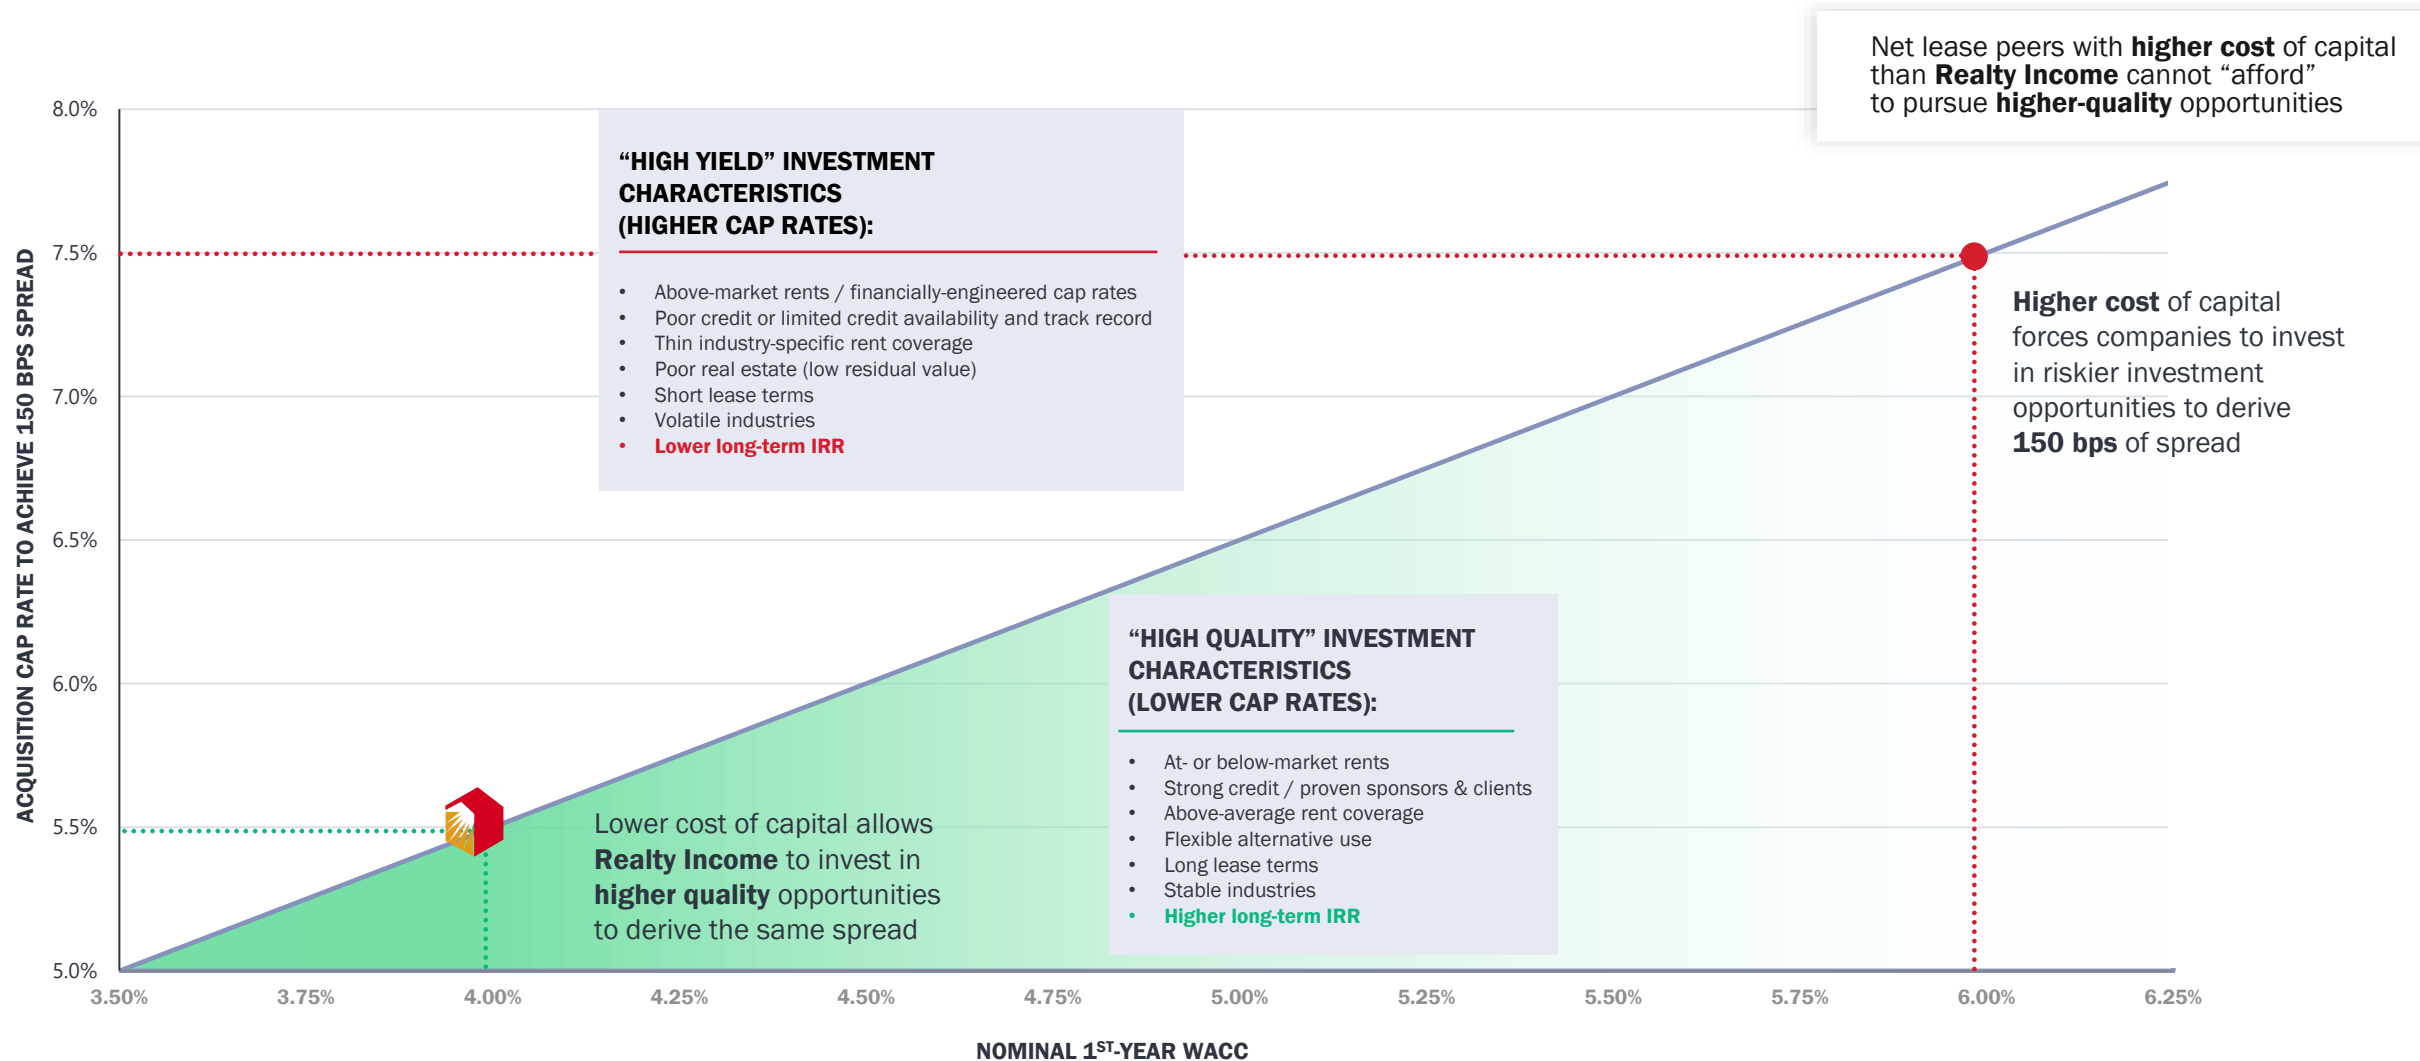 Net lease peers with higher cost of capital
than Realty Income cannot “afford”
to pursue higher-quality opportunities
ACQUISITION CAP RATE TO ACHIEVE 150 BPS SPREAD
8.0%
7.5%
7.0%
6.5%
6.0%
5.5%
5.0%
“HIGH YIELD” INVESTMENT
CHARACTERISTICS
(HIGHER CAP RATES):
• Above-market rents / financially-engineered cap rates
• Poor credit or limited credit availability and track record
• Thin industry-specific rent coverage
• Poor real estate (low residual value)
• Short lease terms
• Volatile industries
• Lower long-term IRR
Higher cost of capital
forces companies to invest
in riskier investment
opportunities to derive
150 bps of spread
“HIGH QUALITY” INVESTMENT
CHARACTERISTICS
(LOWER CAP RATES):
• At- or below-market rents
• Strong credit / proven sponsors & clients
• Above-average rent coverage
• Flexible alternative use
• Long lease terms
• Stable industries
• Higher long-term IRR
Lower cost of capital allows
Realty Income to invest in
higher quality opportunities
to derive the same spread
3.50% 3.75% 4.00% 4.25% 4.50% 4.75% 5.00% 5.25% 5.50% 5.75% 6.00% 6.25%
NOMINAL 1ST-YEAR WACC